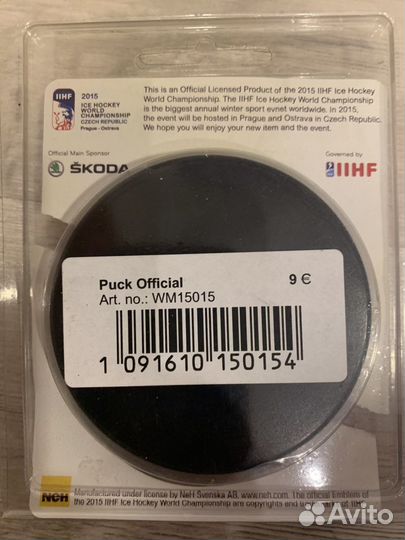 IIHF
2015
ICE HOCKEY
WORLD
CHAMPIONSHIP
CZECH REPUBLIC
Prague - Ostrava
This is an Official Licensed Product of the 2015 IIHF Ice Hockey
World Championship. The IIHF Ice Hockey World Championship
is the biggest annual winter sport evnet worldwide. In 2015,
the event will be hosted in Prague and Ostrava in Czech Republic.
We hope you will enjoy your new item and the event.
Official Main Sponsor
ŠKODA
Governed by
IIHF
Puck Official
9 €
Art. no.: WM15015
1 091610 150154
NeH
Manufactured under license by NeH Svenska AB, www.neh.com. The official Emblem of
the 2015 IIHF Ice Hockey World Championship are copyrights and
Avito